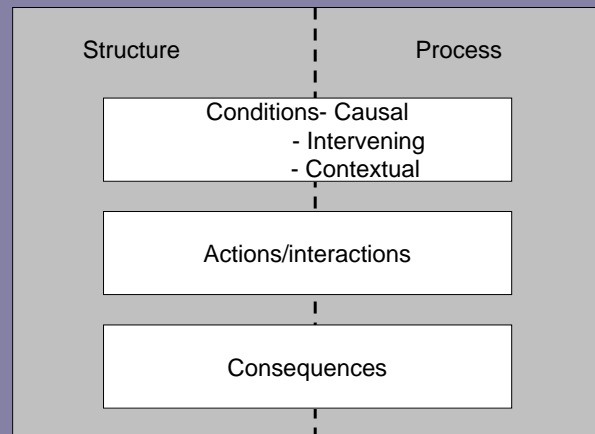 Structure
Process
Conditions- Causal
- Intervening
- Contextual
Actions/interactions
Consequences